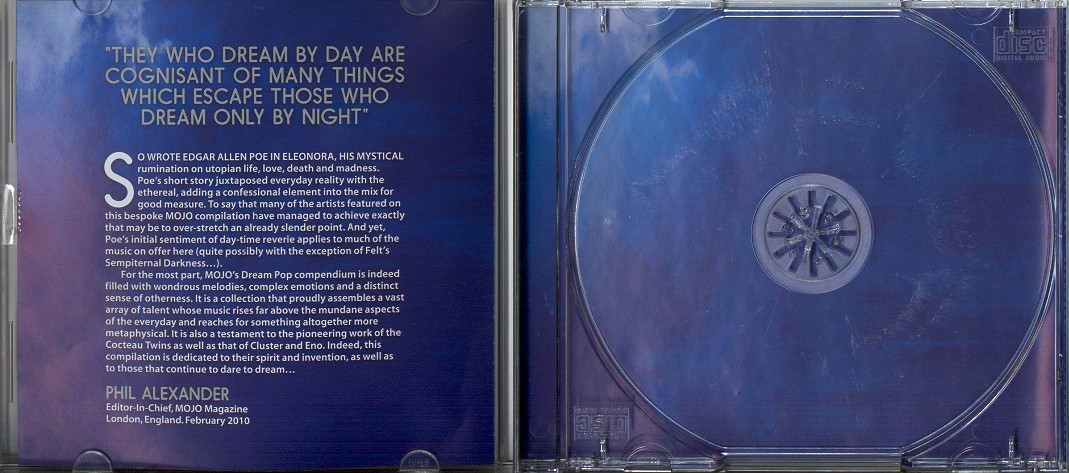 "THEY WHO DREAM BY DAY ARE
COGNISANT OF MANY THINGS
WHICH ESCAPE THOSE WHO
DREAM ONLY BY NIGHT"
SO WROTE EDGAR ALLEN POE IN ELEONORA, HIS MYSTICAL
rumination on utopian life, love, death and madness.
Poe's short story juxtaposed everyday reality with the
ethereal, adding a confessional element into the mix for
good measure. To say that many of the artists featured on
this bespoke MOJO compilation have managed to achieve exactly
that may be to over-stretch an already slender point. And yet,
Poe's initial sentiment of day-time reverie applies to much of the
music on offer here (quite possibly with the exception of Felt's
Sempiternal Darkness...).
For the most part, MOJO's Dream Pop compendium is indeed
filled with wondrous melodies, complex emotions and a distinct
sense of otherness. It is a collection that proudly assembles a vast
array of talent whose music rises far above the mundane aspects
of the everyday and reaches for something altogether more
metaphysical. It is also a testament to the pioneering work of the
Cocteau Twins as well as that of Cluster and Eno. Indeed, this
compilation is dedicated to their spirit and invention, as well as
to those that continue to dare to dream...
PHIL ALEXANDER
Editor-In-Chief, MOJO Magazine
London, England. February 2010
COMPACT
disc
DIGITAL AUDIO